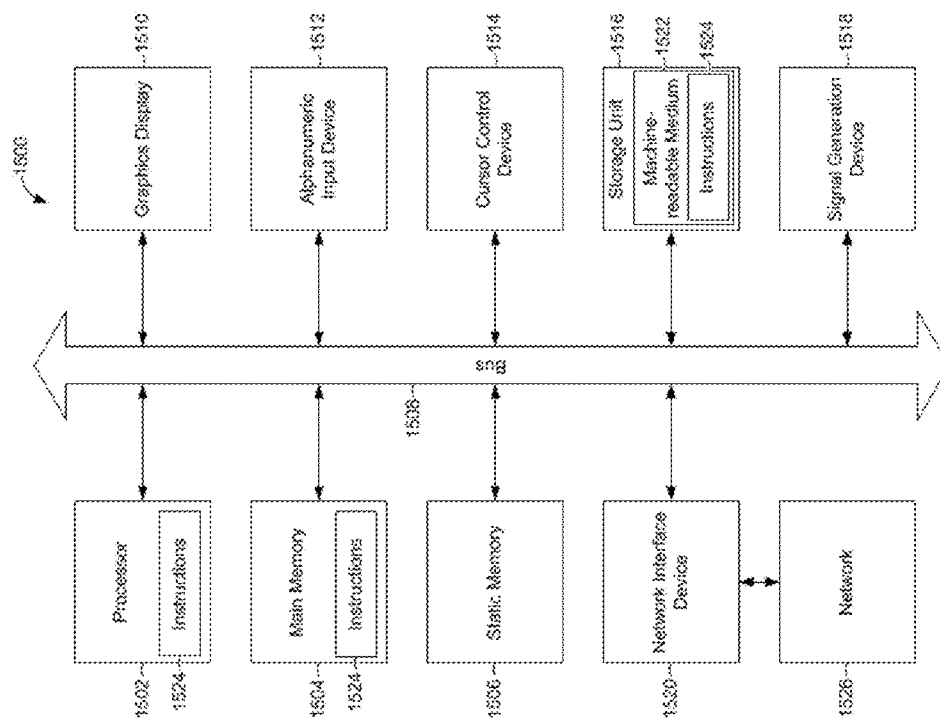 1500
1502
Processor
1524
Instructions
Graphics Display
1510
1504
Main Memory
1524
Instructions
Alphanumeric
Input Device
1512
1508
Bus
1506
Static Memory
Cursor Control
Device
1514
1520
Network Interface
Device
Storage Unit
1516
Machine-
readable Medium
1522
Instructions
1524
1526
Network
Signal Generation
Device
1518